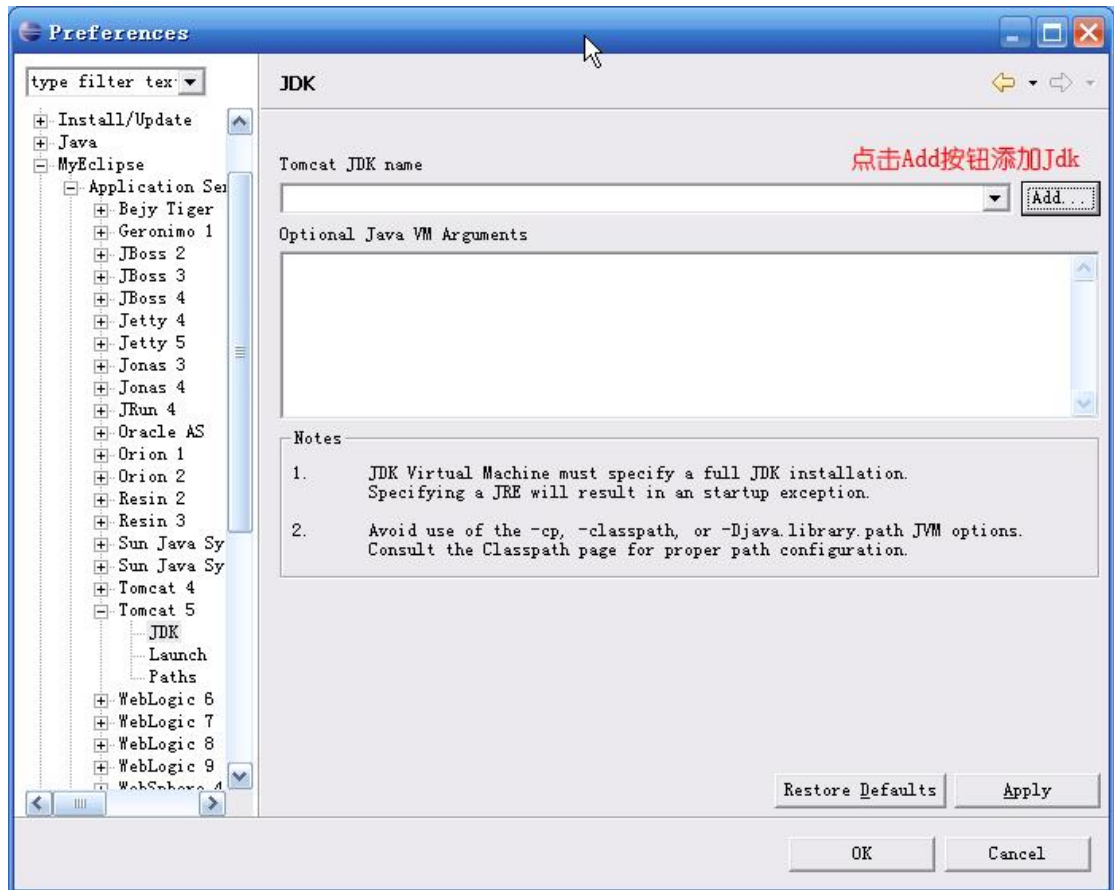 Preferences
type filter tex
JDK
Install/Update
Java
MyEclipse
Application Ser
Bejy Tiger
Geronimo 1
JBoss 2
JBoss 3
JBoss 4
Jetty 4
Jetty 5
Jonas 3
Jonas 4
JRun 4
Oracle AS
Orion 1
Orion 2
Resin 2
Resin 3
Sun Java Sy
Sun Java Sy
Tomcat 4
Tomcat 5
JDK
Launch
Paths
WebLogic 6
WebLogic 7
WebLogic 8
WebLogic 9
WebSphere 4
点击Add按钮添加Jdk
Tomcat JDK name
Add...
Optional Java VM Arguments
Notes
1. JDK Virtual Machine must specify a full JDK installation.
Specifying a JRE will result in an startup exception.
2. Avoid use of the -cp, -classpath, or -Djava.library.path JVM options.
Consult the Classpath page for proper path configuration.
Restore Defaults
Apply
OK
Cancel